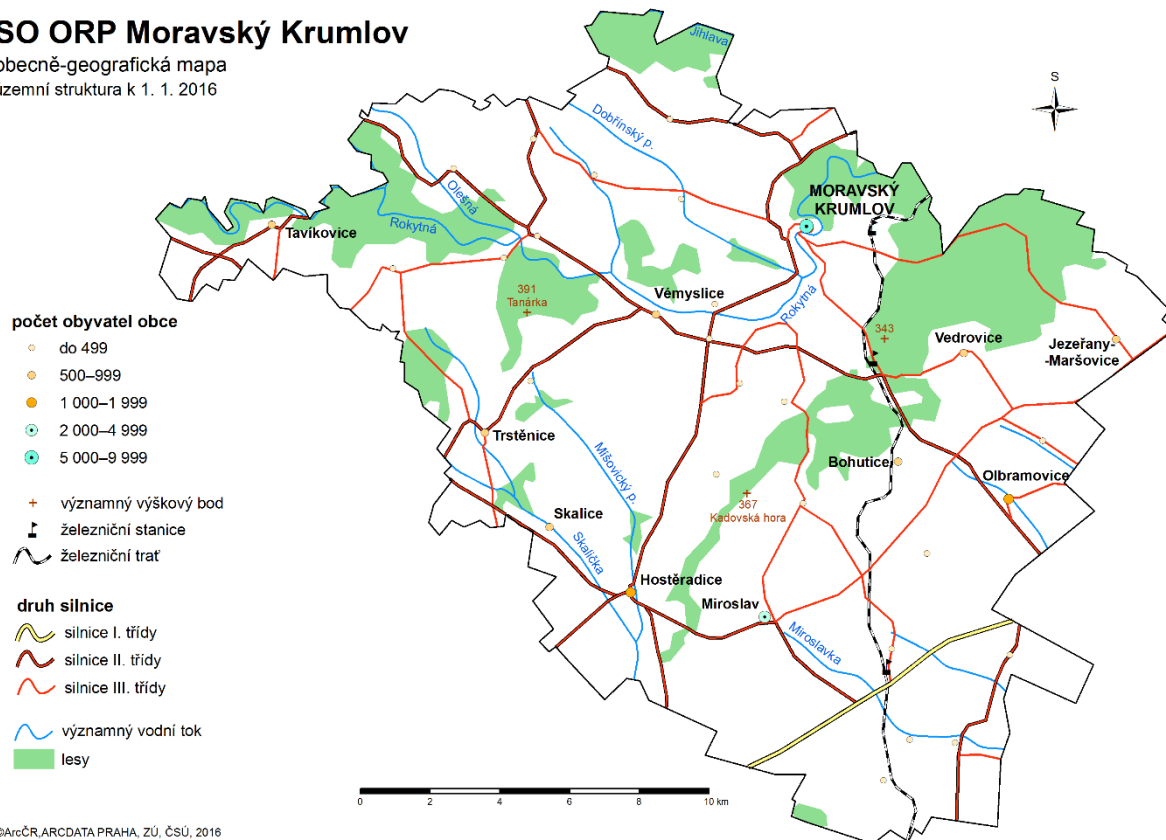 SO ORP Moravský Krumlov
obecně-geografická mapa
územní struktura k 1. 1. 2016
S
Jihlava
Dobřínský p.
MORAVSKÝ
KRUMLOV
Olešná
Rokytná
Tavíkovice
391
Tanárka
Vémyslice
Rokytná
343
Vedrovice
Jezeřany-
-Maršovice
počet obyvatel obce
do 499
500–999
1 000–1 999
2 000–4 999
5 000–9 999
významný výškový bod
železniční stanice
železniční trať
Trstěnice
Míšovický p.
Bohutice
Olbramovice
367
Kadovská hora
Skalice
Skalička
Hostěradice
Miroslav
Miroslavka
druh silnice
silnice I. třídy
silnice II. třídy
silnice III. třídy
významný vodní tok
lesy
0 2 4 6 8 10 km
©ArcČR,ARCDATA PRAHA, ZÚ, ČSÚ, 2016